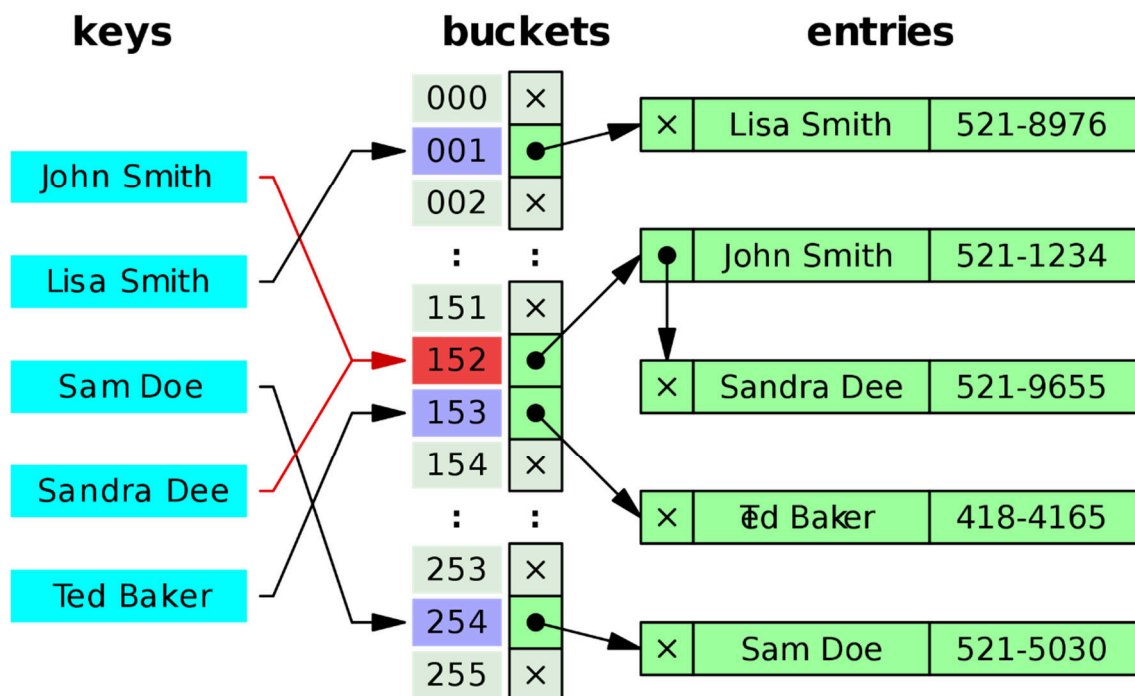 keys
buckets
entries
John Smith
Lisa Smith
Sam Doe
Sandra Dee
Ted Baker
000 ×
001
002 ×
: :
151 ×
152
153
154 ×
: :
253 ×
254
255 ×
× Lisa Smith 521-8976
John Smith 521-1234
× Sandra Dee 521-9655
× Ted Baker 418-4165
× Sam Doe 521-5030